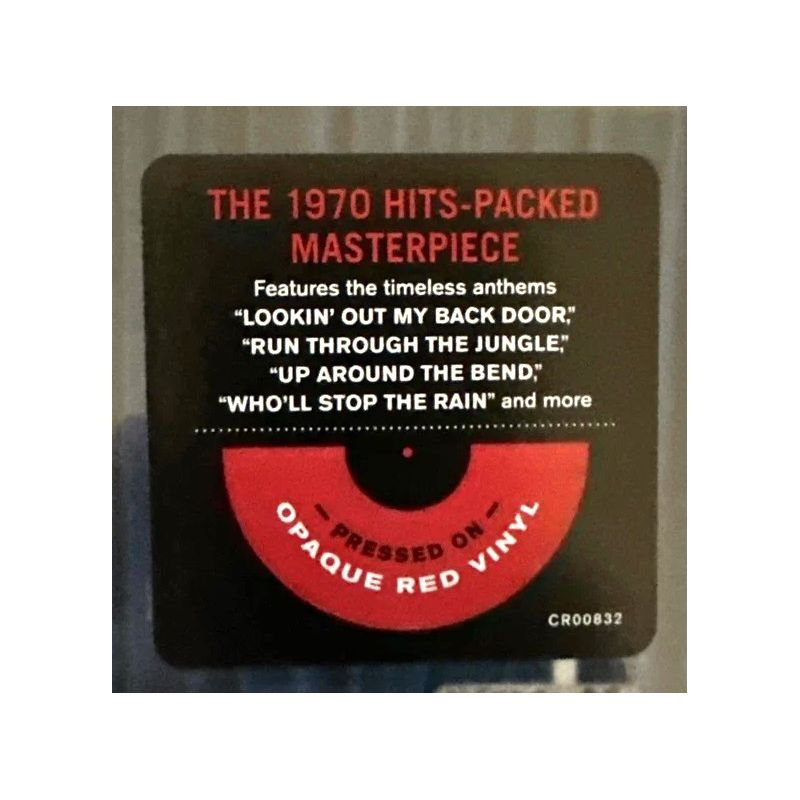 THE 1970 HITS-PACKED
MASTERPIECE
Features the timeless anthems
“LOOKIN’ OUT MY BACK DOOR,”
“RUN THROUGH THE JUNGLE,”
“UP AROUND THE BEND,”
“WHO’LL STOP THE RAIN” and more
– PRESSED ON –
OPAQUE RED VINYL
CR00832